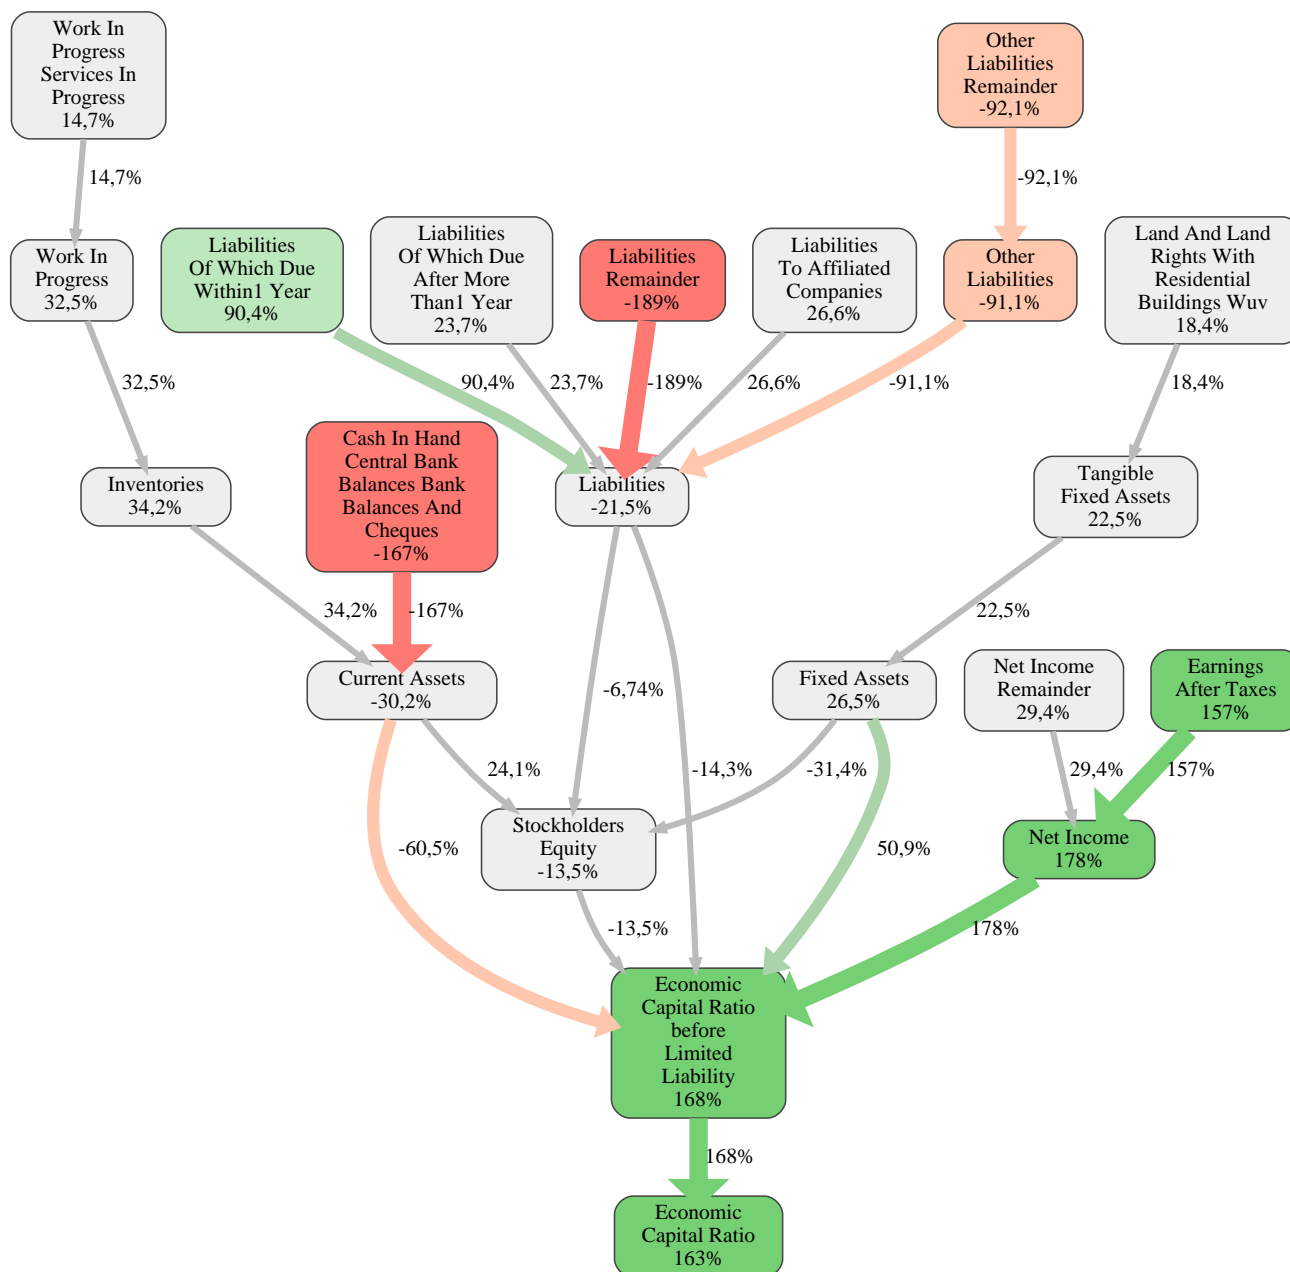 Work In
Progress
Services In
Progress
14,7%
Other
Liabilities
Remainder
-92,1%
14,7%
-92,1%
Work In
Progress
32,5%
Liabilities
Of Which Due
Within1 Year
90,4%
Liabilities
Of Which Due
After More
Than1 Year
23,7%
Liabilities
Remainder
-189%
Liabilities
To Affiliated
Companies
26,6%
Other
Liabilities
-91,1%
Land And Land
Rights With
Residential
Buildings Wuv
18,4%
32,5%
90,4%
23,7%
-189%
26,6%
-91,1%
18,4%
Inventories
34,2%
Cash In Hand
Central Bank
Balances Bank
Balances And
Cheques
-167%
Liabilities
-21,5%
Tangible
Fixed Assets
22,5%
34,2%
-167%
22,5%
Current Assets
-30,2%
-6,74%
Fixed Assets
26,5%
Net Income
Remainder
29,4%
Earnings
After Taxes
157%
24,1%
-14,3%
-31,4%
29,4%
157%
-60,5%
Stockholders
Equity
-13,5%
50,9%
Net Income
178%
-13,5%
178%
Economic
Capital Ratio
before
Limited
Liability
168%
168%
Economic
Capital Ratio
163%